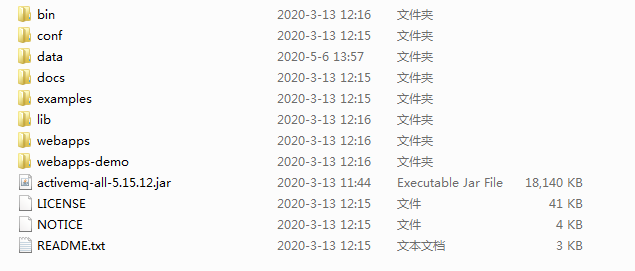 bin 2020-3-13 12:16 文件夹
conf 2020-3-13 12:15 文件夹
data 2020-5-6 13:57 文件夹
docs 2020-3-13 12:15 文件夹
examples 2020-3-13 12:15 文件夹
lib 2020-3-13 12:16 文件夹
webapps 2020-3-13 12:16 文件夹
webapps-demo 2020-3-13 12:16 文件夹
activemq-all-5.15.12.jar 2020-3-13 11:44 Executable Jar File 18,140 KB
LICENSE 2020-3-13 12:15 文件 41 KB
NOTICE 2020-3-13 12:15 文件 4 KB
README.txt 2020-3-13 12:15 文本文档 3 KB